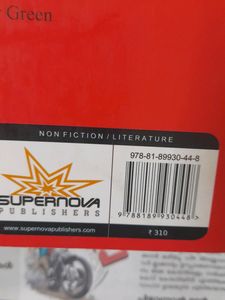 Green
NON FICTION / LITERATURE
978-81-89930-44-8
SUPERNOVA
PUBLISHERS
www.supernovapublishers.com
9 788189 930448 >
₹ 310